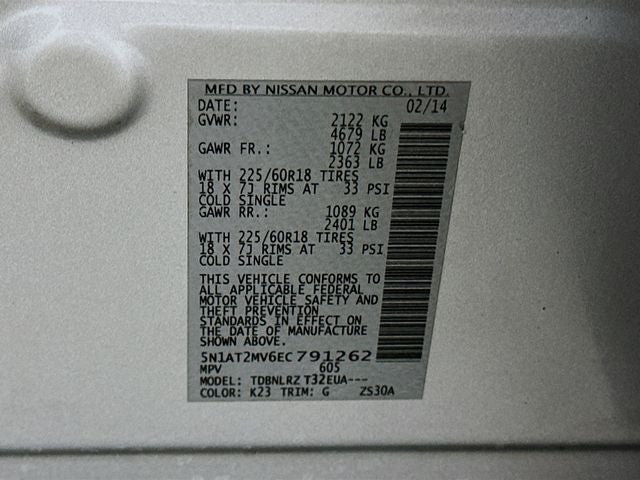 MFD BY NISSAN MOTOR CO., LTD.
DATE: 02/14
GVWR: 2122 KG
4679 LB
GAWR FR.: 1072 KG
2363 LB
WITH 225/60R18 TIRES
18 X 7J RIMS AT 33 PSI
COLD SINGLE
GAWR RR.: 1089 KG
2401 LB
WITH 225/60R18 TIRES
18 X 7J RIMS AT 33 PSI
COLD SINGLE
THIS VEHICLE CONFORMS TO
ALL APPLICABLE FEDERAL
MOTOR VEHICLE SAFETY AND
THEFT PREVENTION
STANDARDS IN EFFECT ON
THE DATE OF MANUFACTURE
SHOWN ABOVE.
5N1AT2MV6EC791262
MPV 605
MODEL: TDBNLRZ T32EUA---
COLOR: K23 TRIM: G ZS30A